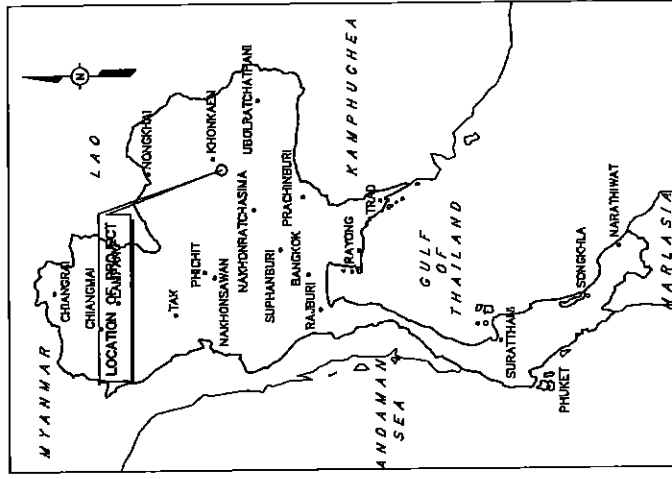 N
MYANMAR
LAO
CHIANGRAI
CHIANGMAI
LOCATION OF PROJECT
NONGKHAI
TAK
PHICHIT
KHONKAEN
NAKHONSAWAN
NAKHONRATCHASIMA
UBOLRATCHATHANI
SUPHANBURI
PRACHINBURI
BANGKOK
RAJBURI
RAYONG
TRAD
KAMPHUCHEA
GULF
OF
THAILAND
ANDAMAN
SEA
SURATTHANI
PHUKET
SONGKHLA
NARATHIWAT
MARLASIA